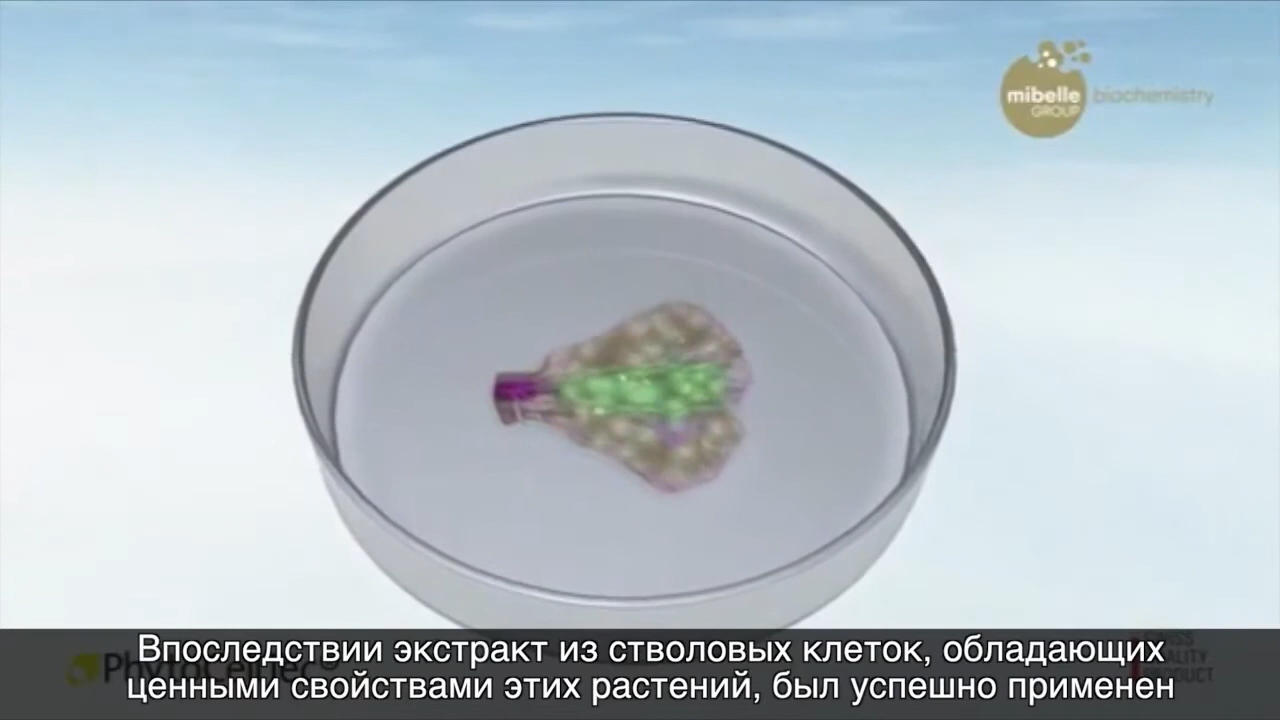 mibelle
GROUP
biochemistry
Впоследствии экстракт из стволовых клеток, обладающих
ценными свойствами этих растений, был успешно применен